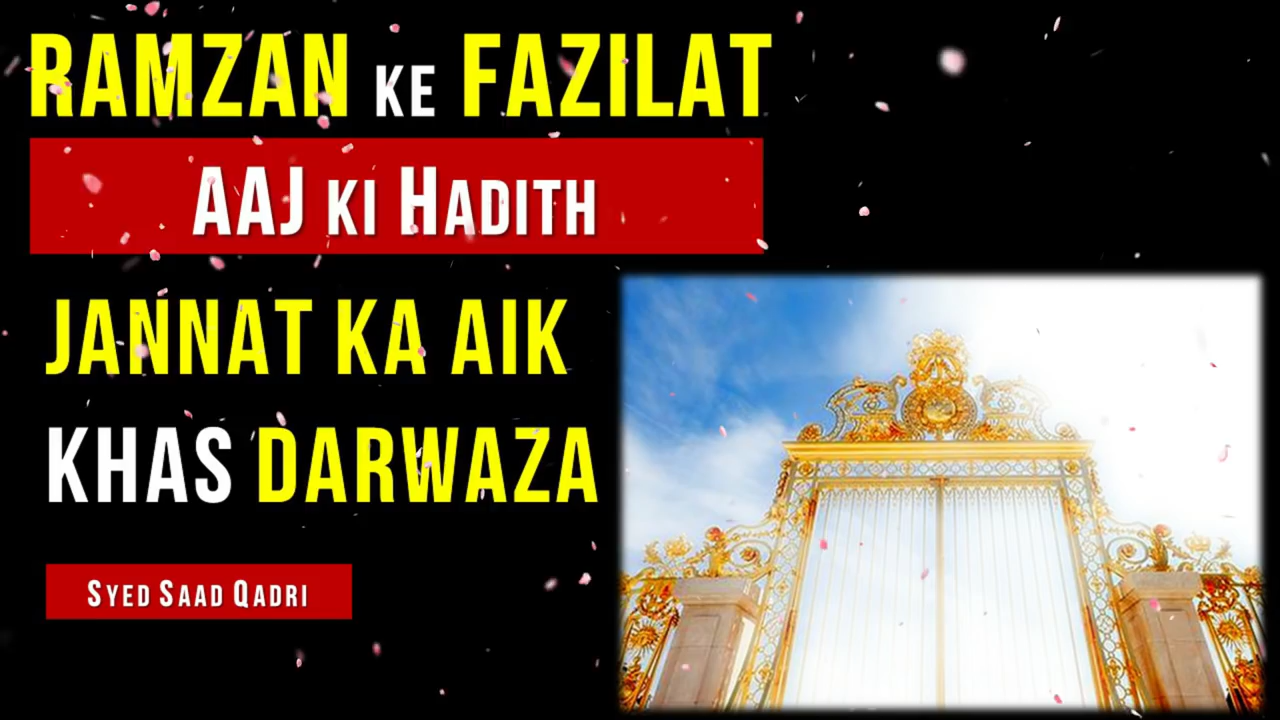 RAMZAN KE FAZILAT
AAJ KI HADITH
JANNAT KA AIK
KHAS DARWAZA
SYED SAAD QADRI